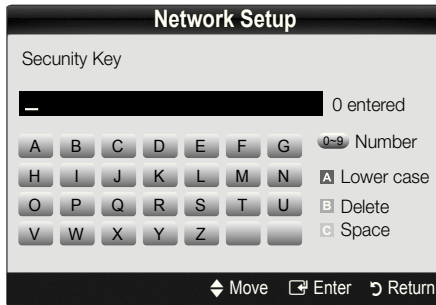 Network Setup
Security Key
_
0 entered
A B C D E F G
0~9 Number
H I J K L M N
A Lower case
O P Q R S T U
B Delete
V W X Y Z
C Space
Move Enter Return